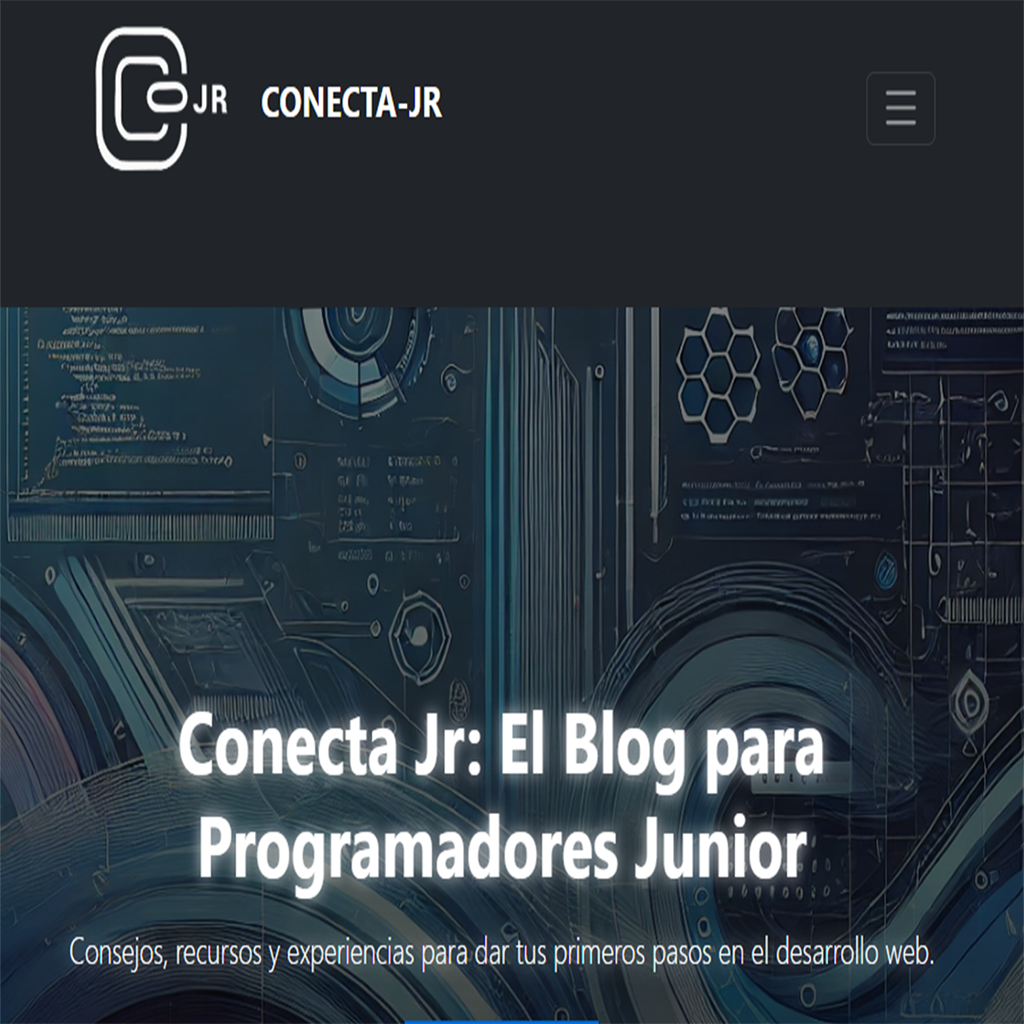 JR
CONECTA-JR
Conecta Jr: El Blog para
Programadores Junior
Consejos, recursos y experiencias para dar tus primeros pasos en el desarrollo web.